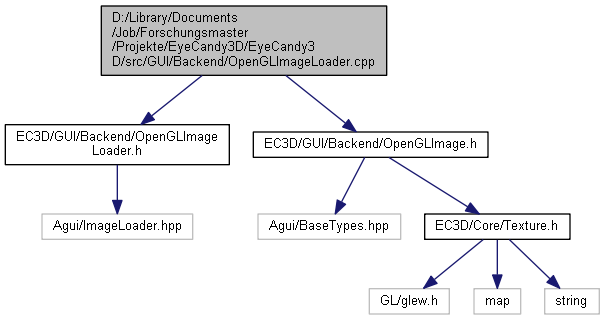 D:/Library/Documents
/Job/Forschungsmaster
/Projekte/EyeCandy3D/EyeCandy3
D/src/GUI/Backend/OpenGLImageLoader.cpp
EC3D/GUI/Backend/OpenGLImage
Loader.h
EC3D/GUI/Backend/OpenGLImage.h
Agui/ImageLoader.hpp
Agui/BaseTypes.hpp
EC3D/Core/Texture.h
GL/glew.h
map
string